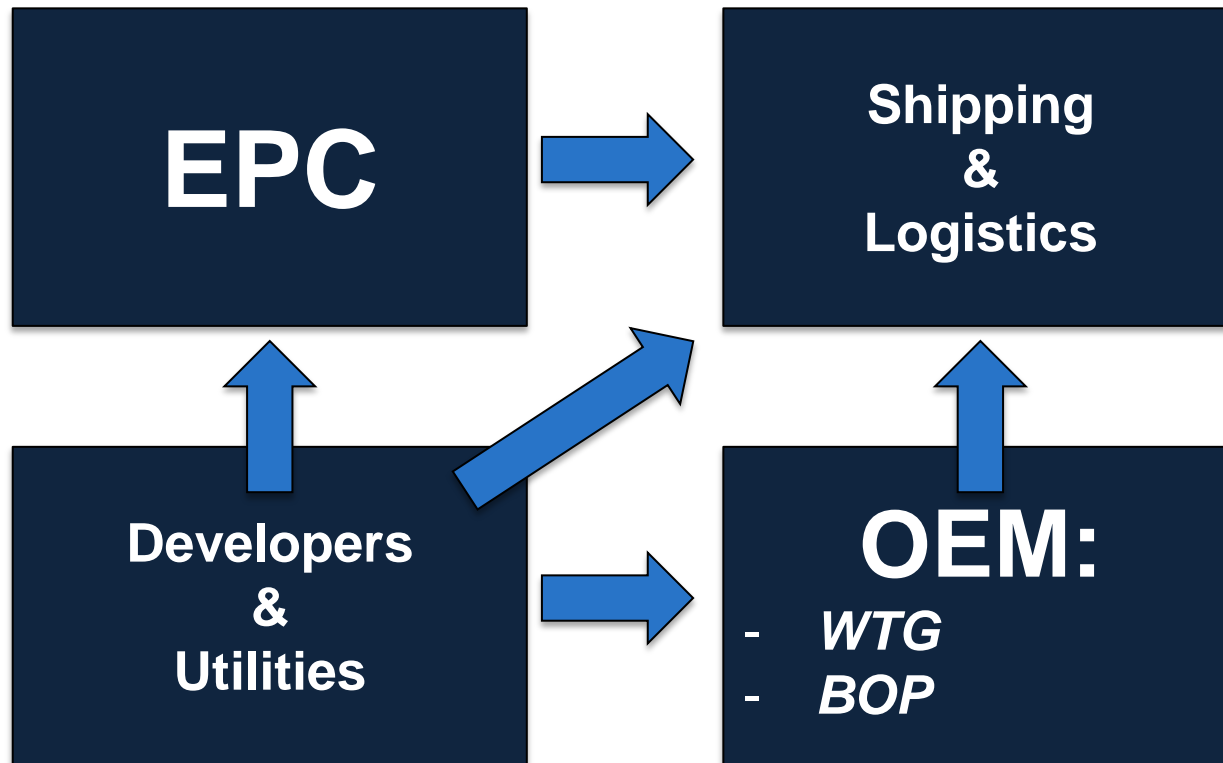 EPC
Shipping
&
Logistics
Developers
&
Utilities
OEM:
- WTG
- BOP